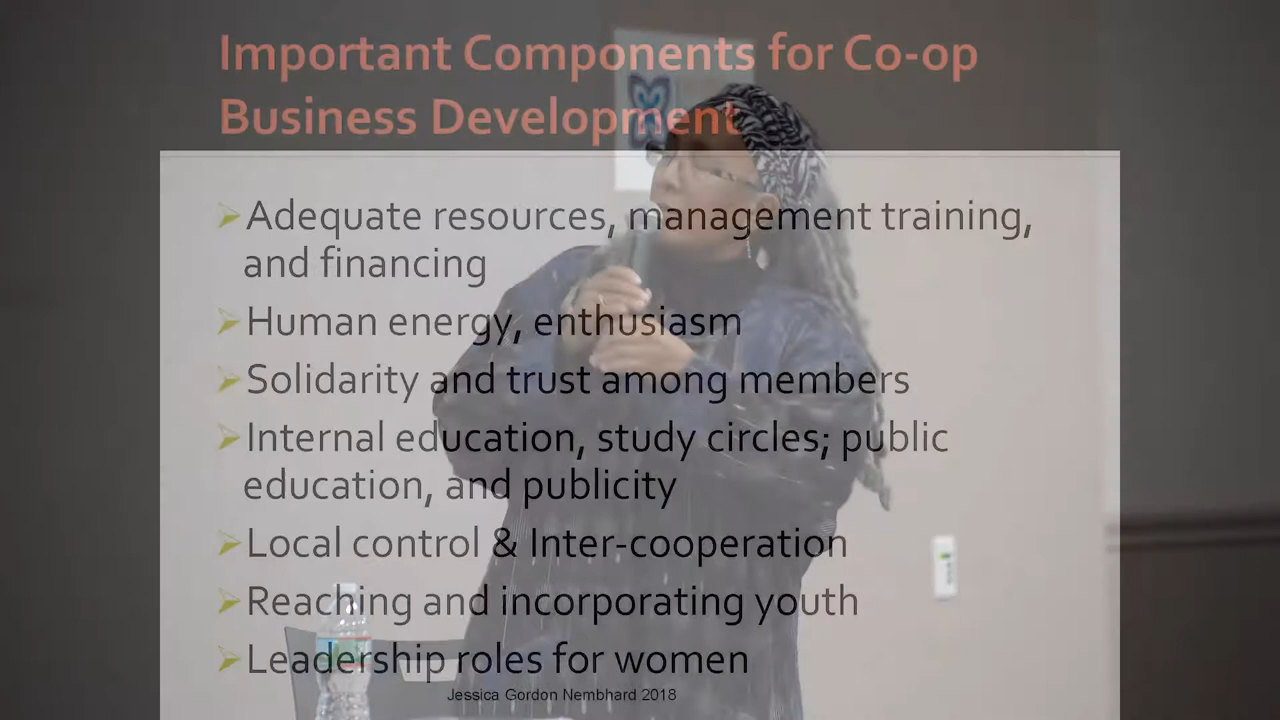 Important Components for Co-op
Business Development
Adequate resources, management training,
and financing
Human energy, enthusiasm
Solidarity and trust among members
Internal education, study circles; public
education, and publicity
Local control & Inter-cooperation
Reaching and incorporating youth
Leadership roles for women
Jessica Gordon Nembhard 2018